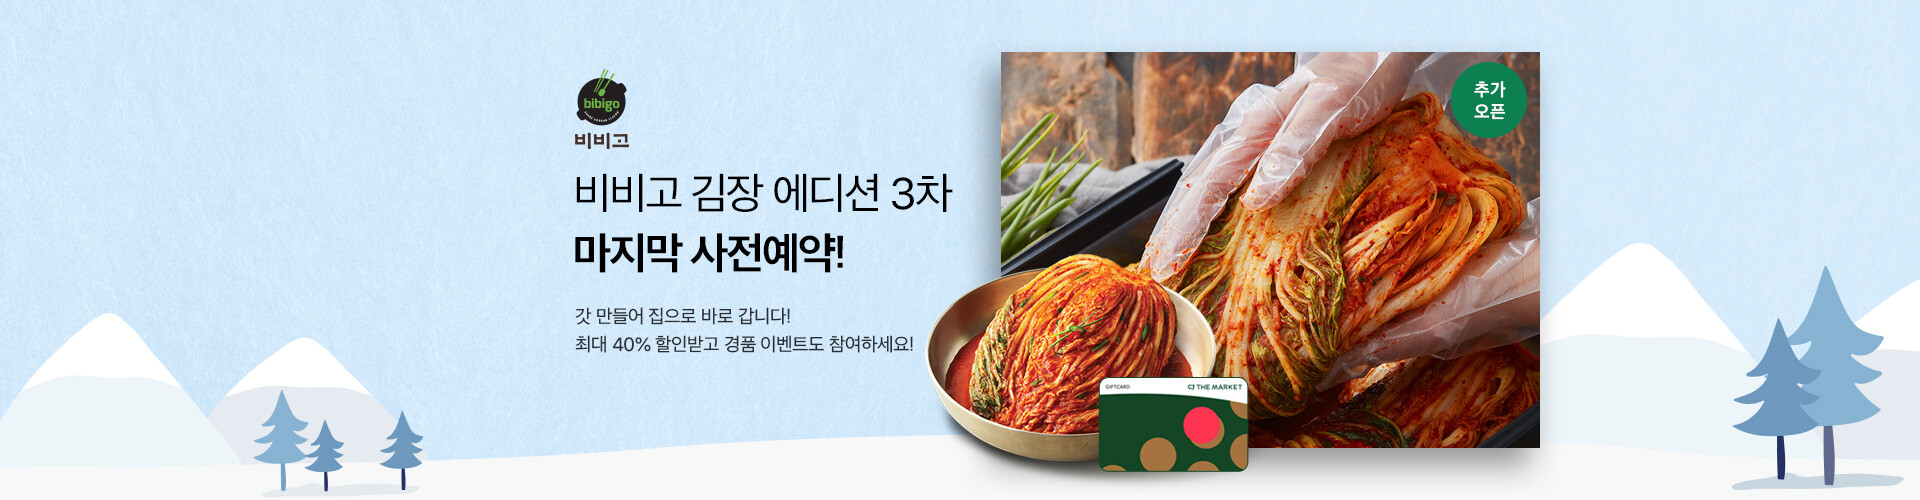 bibigo
비비고
비비고 김장 에디션 3차
마지막 사전예약!
갓 만들어 집으로 바로 갑니다!
최대 40% 할인받고 경품 이벤트도 참여하세요!
추가
오픈
GIFTCARD
CJ THE MARKET